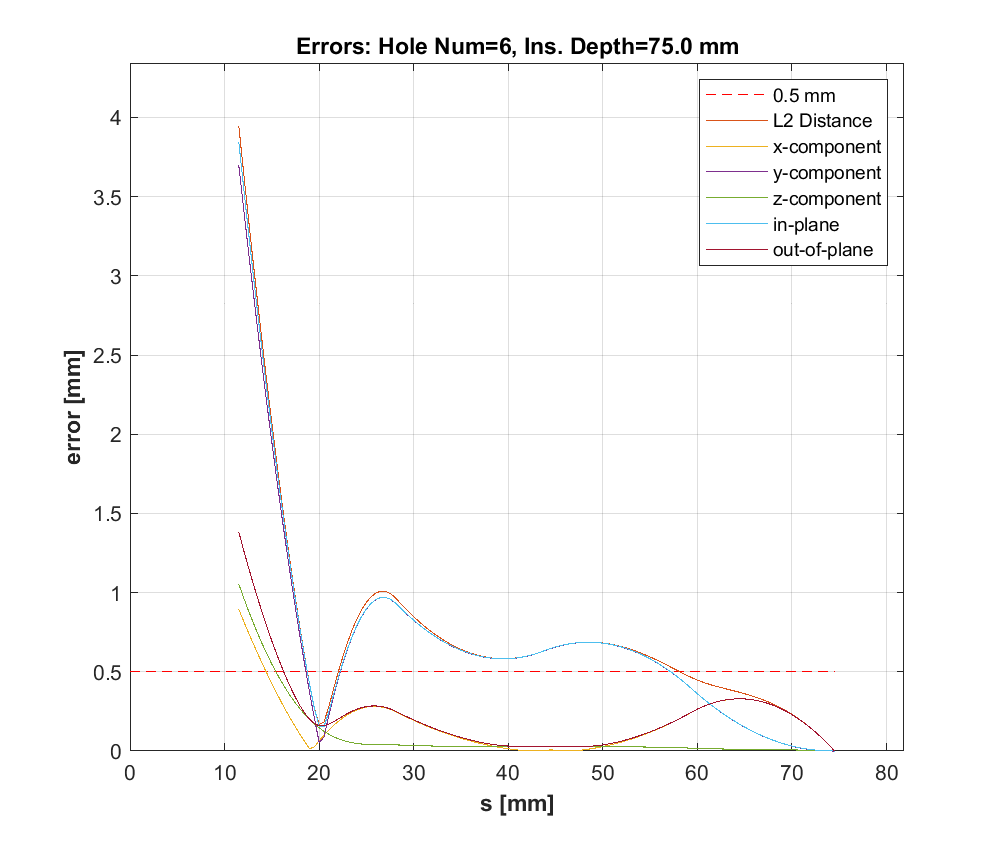 Errors: Hole Num=6, Ins. Depth=75.0 mm
error [mm]
4
3.5
3
2.5
2
1.5
1
0.5
0
0.5 mm
L2 Distance
x-component
y-component
z-component
in-plane
out-of-plane
0 10 20 30 40 50 60 70 80
s [mm]